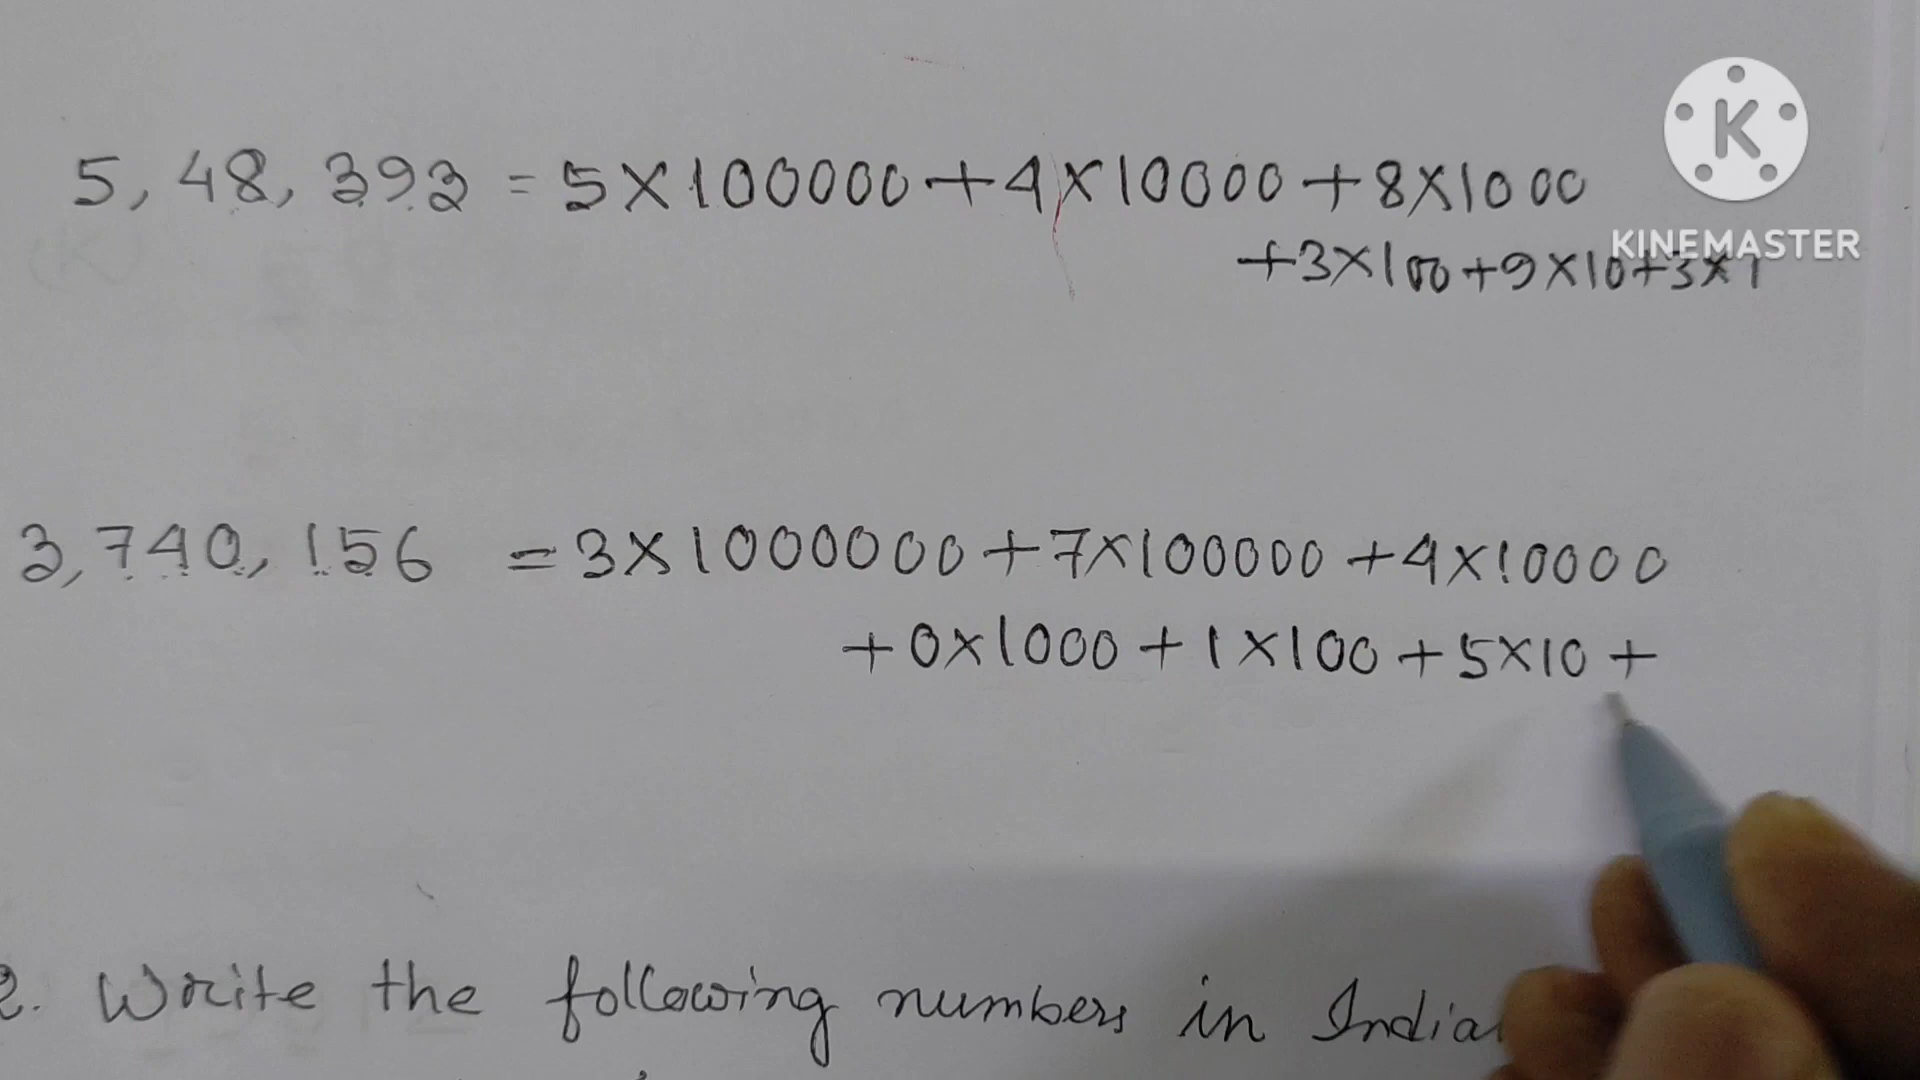 5, 48, 393 = 5×100000+4×10000+8×1000
+3×100+9×10+3×1
KINEMASTER
3,740,156 = 3×1000000+7×100000+4×10000
+0×1000+1×100+5×10+
2. Write the following numbers in India